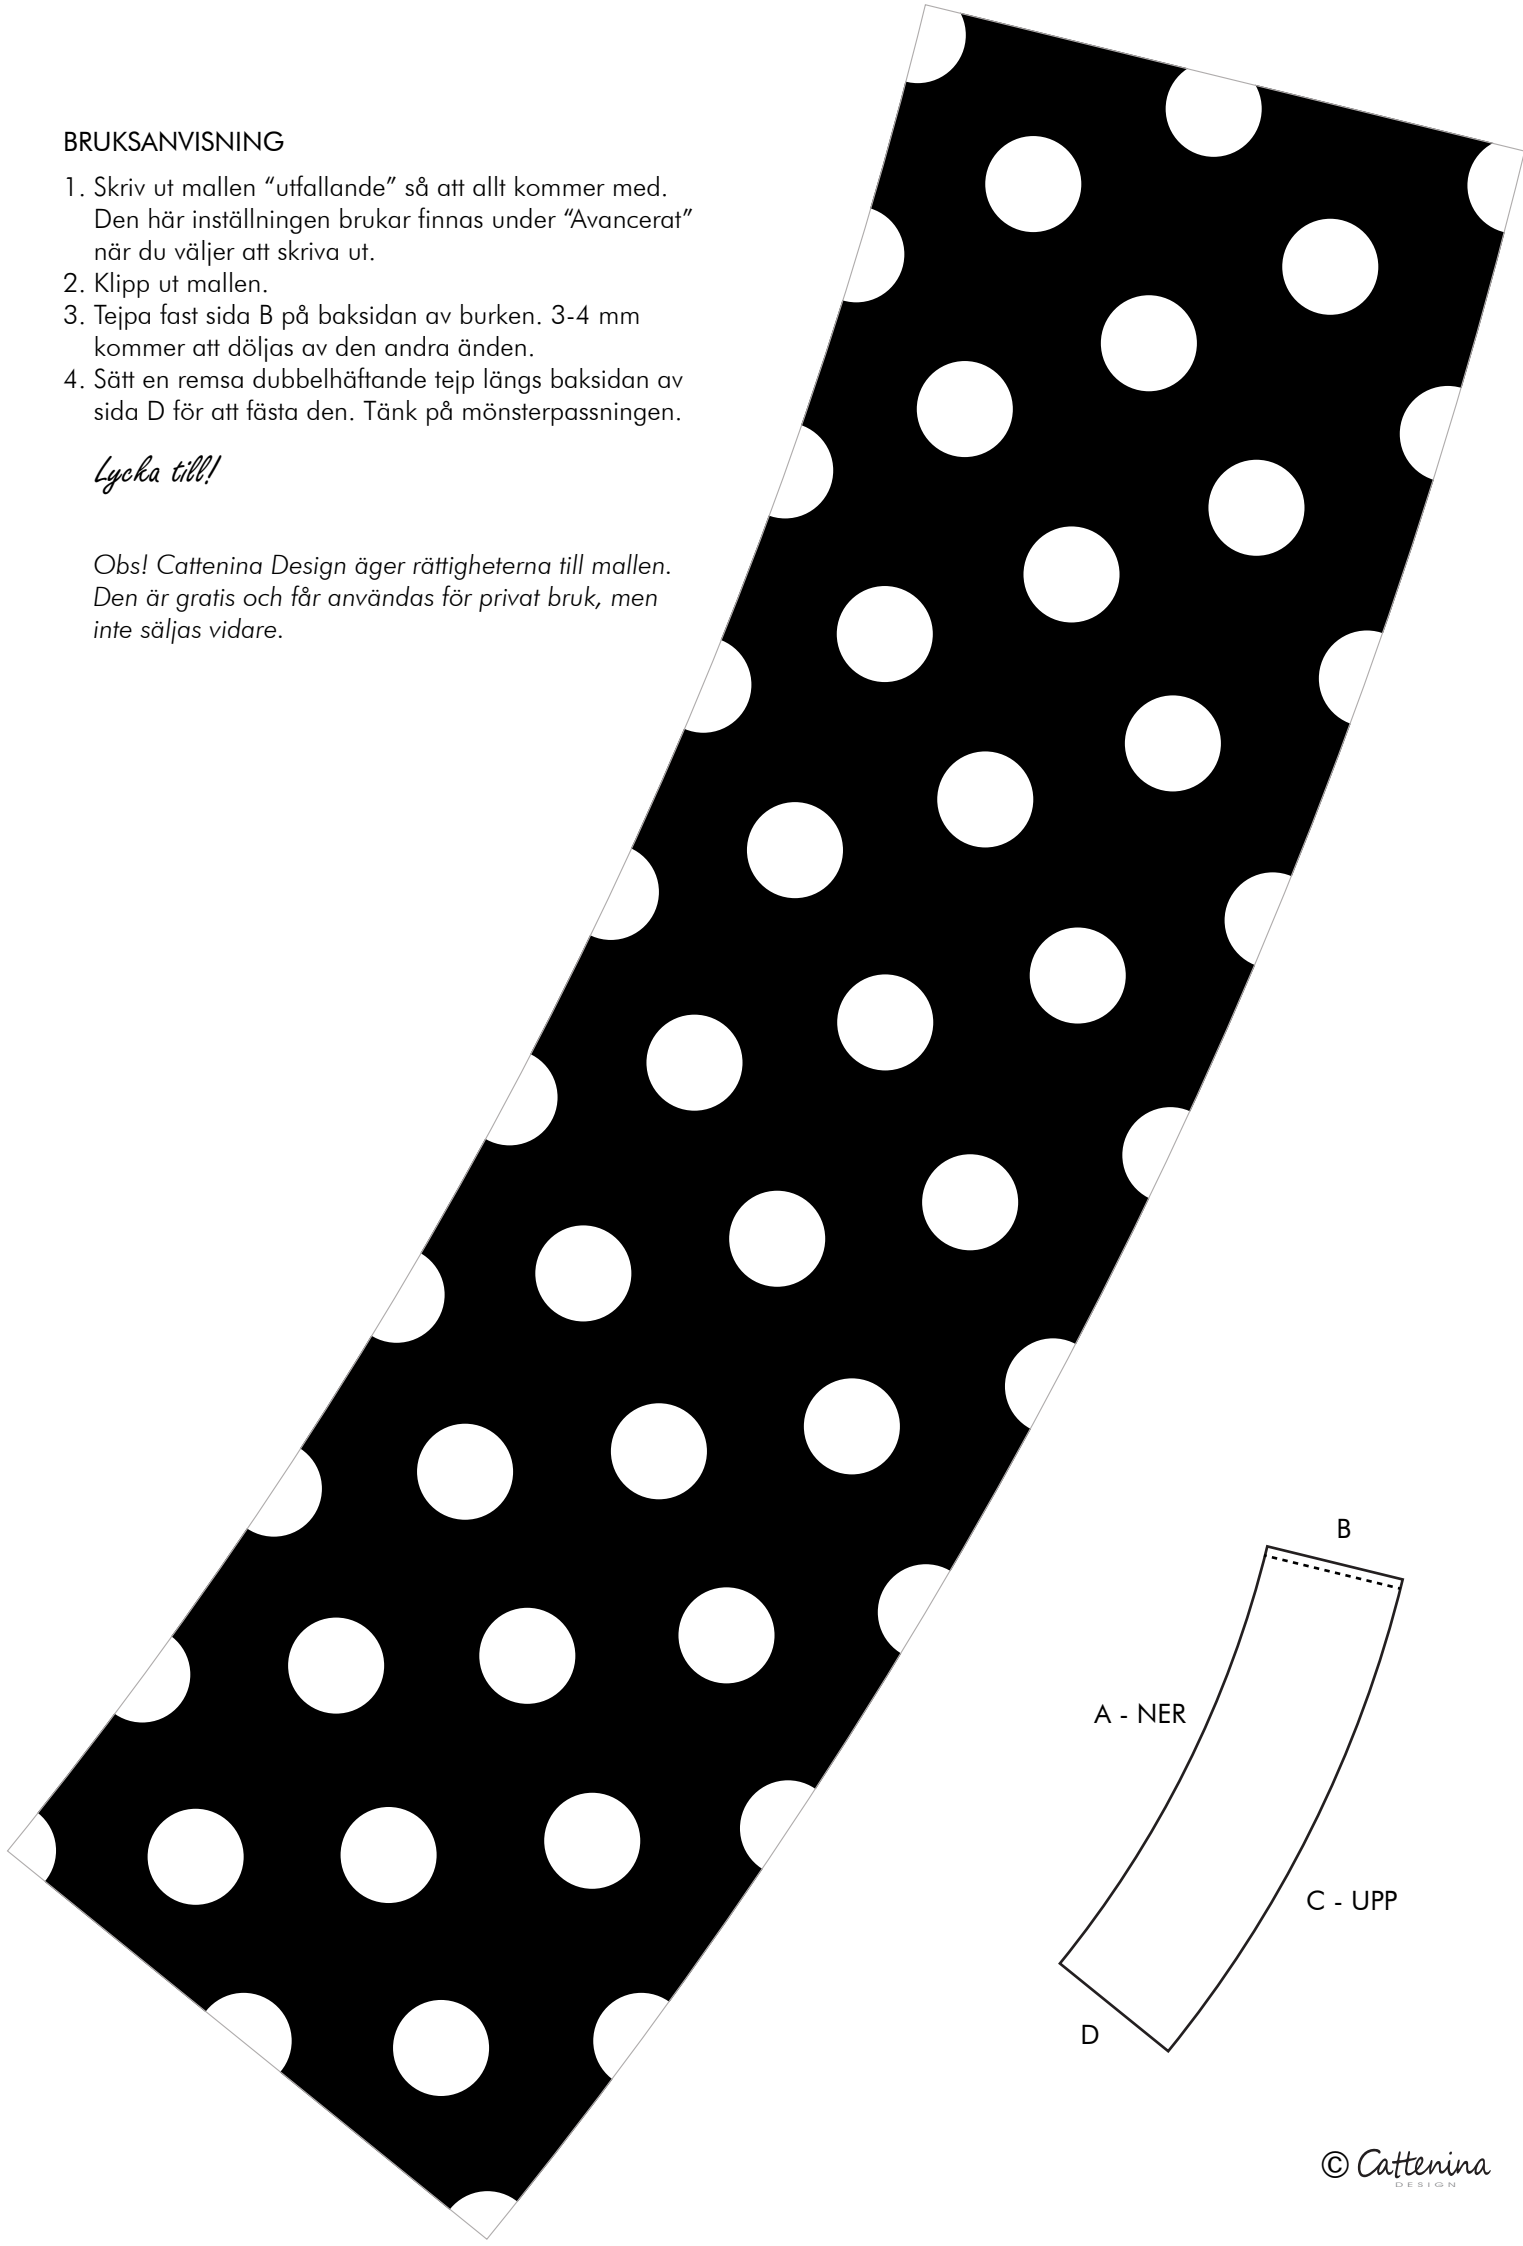 BRUKSANVISNING
1. Skriv ut mallen “utfallande” så att allt kommer med.
Den här inställningen brukar finnas under “Avancerat”
när du väljer att skriva ut.
2. Klipp ut mallen.
3. Tejpa fast sida B på baksidan av burken. 3-4 mm
kommer att döljas av den andra änden.
4. Sätt en remsa dubbelhäftande tejp längs baksidan av
sida D för att fästa den. Tänk på mönsterpassningen.
Lycka till!
Obs! Cattenina Design äger rättigheterna till mallen.
Den är gratis och får användas för privat bruk, men
inte säljas vidare.
B
A - NER
C - UPP
D
© Cattenina
DESIGN